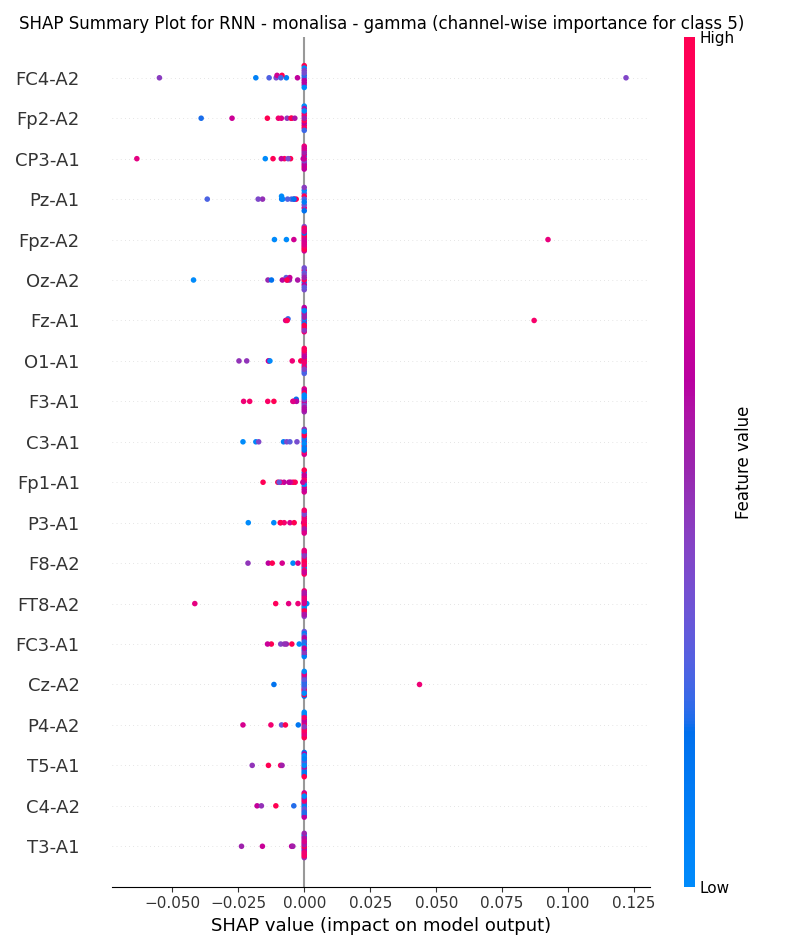 SHAP Summary Plot for RNN - monalisa - gamma (channel-wise importance for class 5)
High
FC4-A2
Fp2-A2
CP3-A1
Pz-A1
Fpz-A2
Oz-A2
Fz-A1
O1-A1
F3-A1
C3-A1
Fp1-A1
P3-A1
F8-A2
FT8-A2
FC3-A1
Cz-A2
P4-A2
T5-A1
C4-A2
T3-A1
Feature value
Low
−0.050 −0.025 0.000 0.025 0.050 0.075 0.100 0.125
SHAP value (impact on model output)